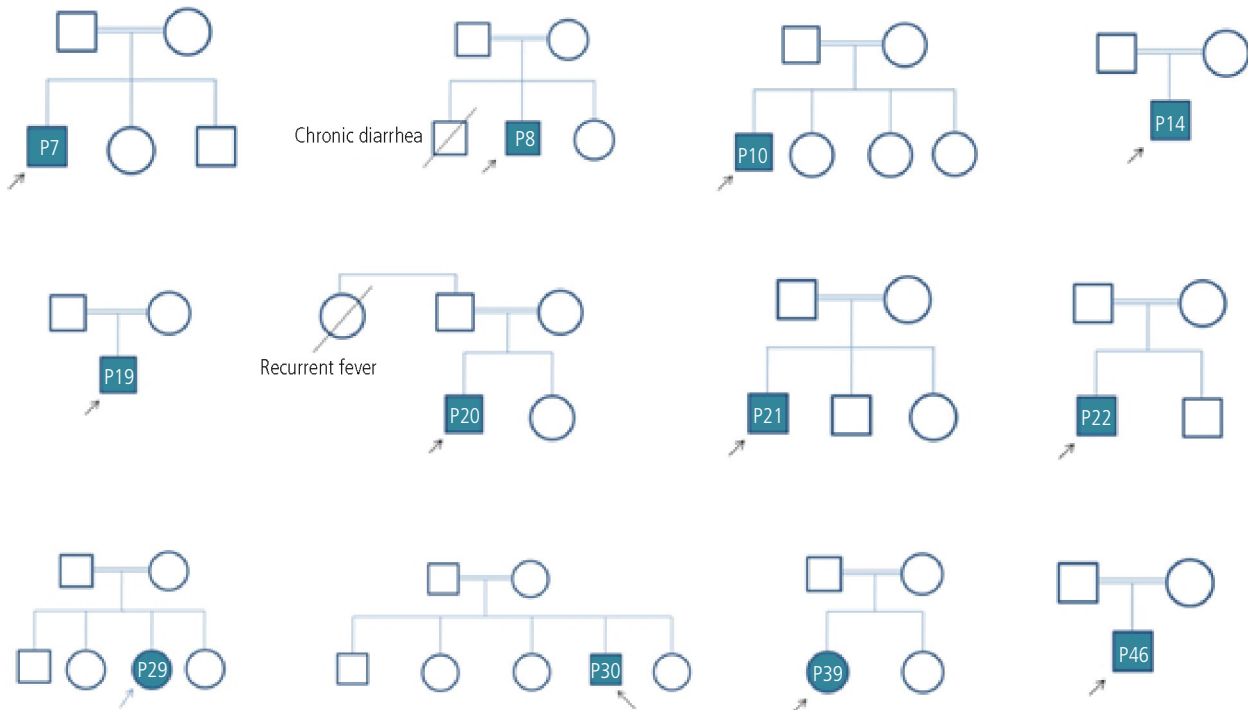 P7
Chronic diarrhea
P8
P10
P14
P19
Recurrent fever
P20
P21
P22
P29
P30
P39
P46